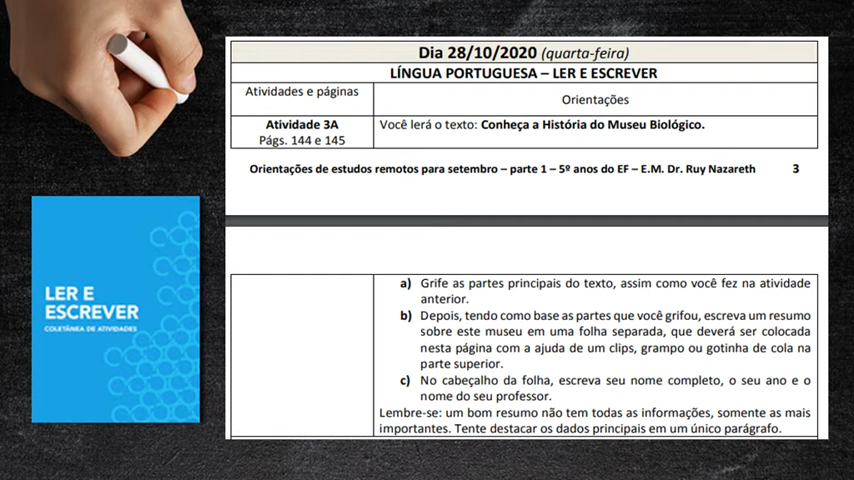 Dia 28/10/2020 (quarta-feira)
LÍNGUA PORTUGUESA – LER E ESCREVER
Atividades e páginas
Orientações
Atividade 3A
Págs. 144 e 145
Você lerá o texto: Conheça a História do Museu Biológico.
Orientações de estudos remotos para setembro – parte 1 – 5º anos do EF – E.M. Dr. Ruy Nazareth 3
LER E
ESCREVER
COLETÂNEA DE ATIVIDADES
a) Grife as partes principais do texto, assim como você fez na atividade
anterior.
b) Depois, tendo como base as partes que você grifou, escreva um resumo
sobre este museu em uma folha separada, que deverá ser colocada
nesta página com a ajuda de um clips, grampo ou gotinha de cola na
parte superior.
c) No cabeçalho da folha, escreva seu nome completo, o seu ano e o
nome do seu professor.
Lembre-se: um bom resumo não tem todas as informações, somente as mais
importantes. Tente destacar os dados principais em um único parágrafo.